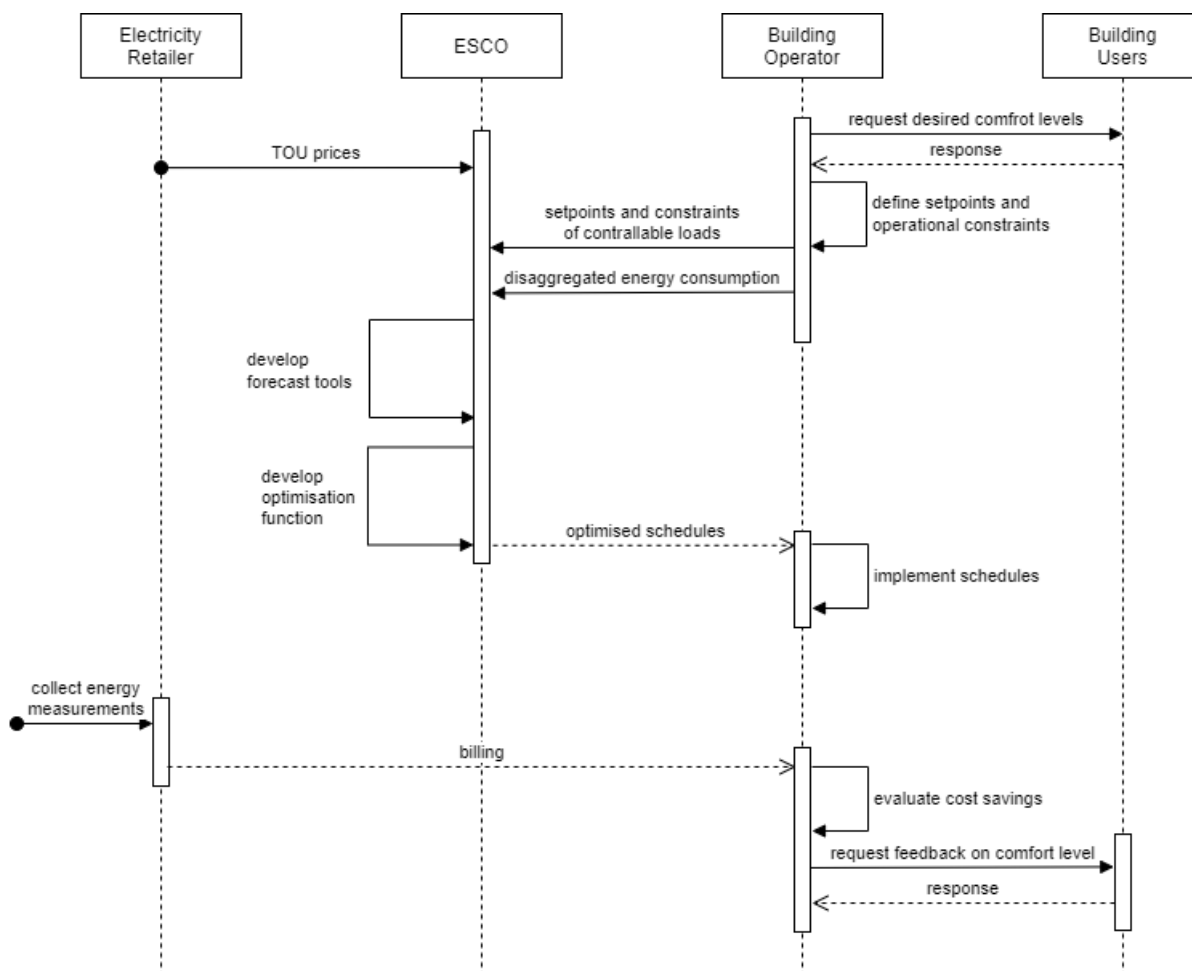 Electricity
Retailer
ESCO
Building
Operator
Building
Users
request desired comfrot levels
TOU prices
response
define setpoints and
operational constraints
setpoints and constraints
of contrallable loads
disaggregated energy consumption
develop
forecast tools
develop
optimisation
function
optimised schedules
implement schedules
collect energy
measurements
billing
evaluate cost savings
request feedback on comfort level
response